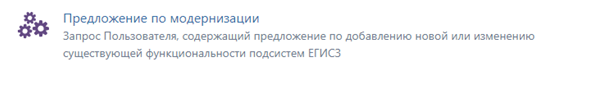 Предложение по модернизации
Запрос Пользователя, содержащий предложение по добавлению новой или изменению
существующей функциональности подсистем ЕГИСЗ